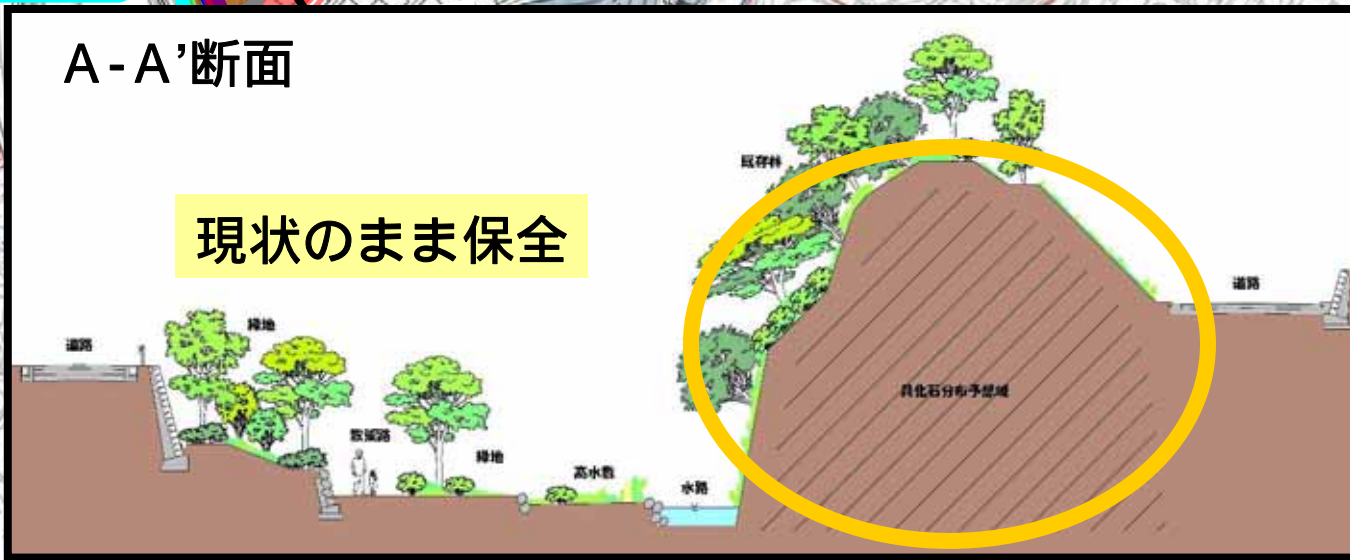 A-A’断面
現状のまま保全
既存林
道路
緑地
道路
散策路
緑地
高水敷
水路
貝化石分布予想域